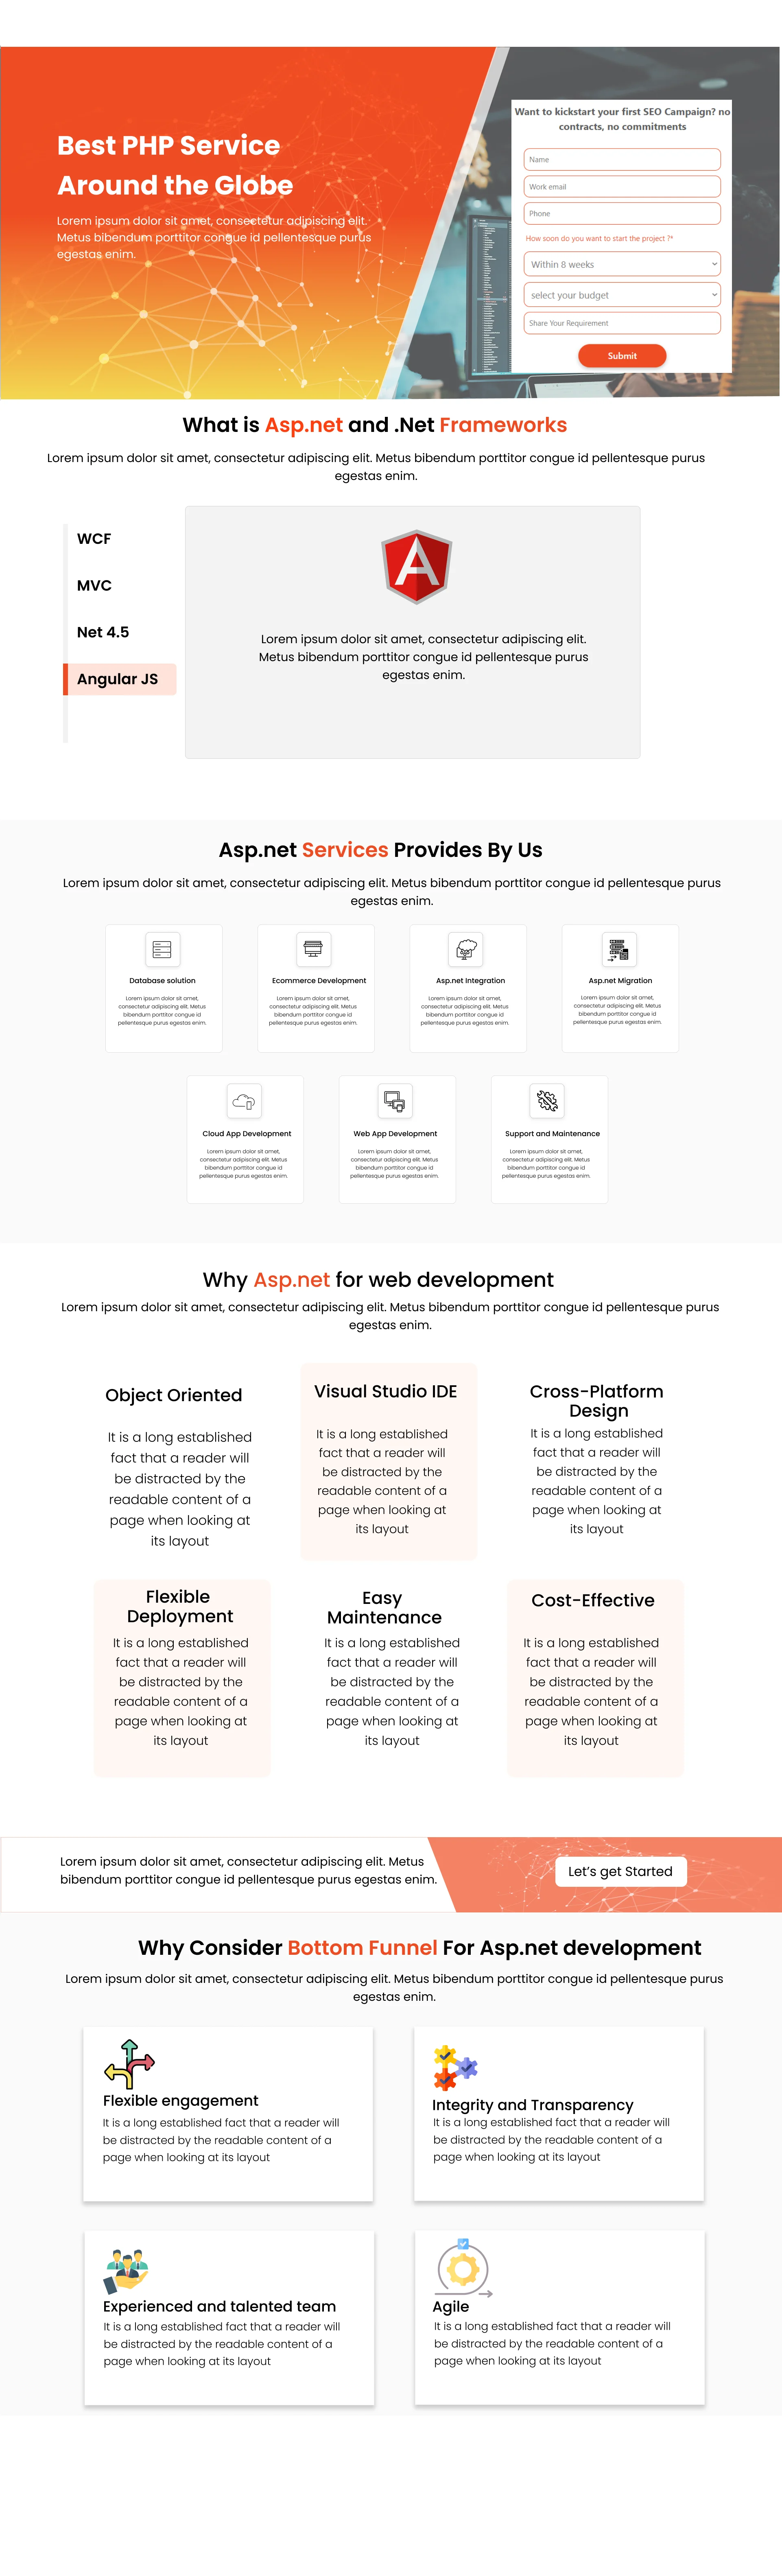 Best PHP Service
Around the Globe
Lorem ipsum dolor sit amet, consectetur adipiscing elit.
Metus bibendum porttitor congue id pellentesque purus
egestas enim.
Want to kickstart your first SEO Campaign? no
contracts, no commitments
Name
Work email
Phone
How soon do you want to start the project ?*
Within 8 weeks
select your budget
Share Your Requirement
Submit
What is Asp.net and .Net Frameworks
Lorem ipsum dolor sit amet, consectetur adipiscing elit. Metus bibendum porttitor congue id pellentesque purus
egestas enim.
WCF
MVC
Net 4.5
Angular JS
A
Lorem ipsum dolor sit amet, consectetur adipiscing elit.
Metus bibendum porttitor congue id pellentesque purus
egestas enim.
Asp.net Services Provides By Us
Lorem ipsum dolor sit amet, consectetur adipiscing elit. Metus bibendum porttitor congue id pellentesque purus
egestas enim.
Database solution
Lorem ipsum dolor sit amet,
consectetur adipiscing elit. Metus
bibendum porttitor congue id
pellentesque purus egestas enim.
Ecommerce Development
Lorem ipsum dolor sit amet,
consectetur adipiscing elit. Metus
bibendum porttitor congue id
pellentesque purus egestas enim.
Asp.net Integration
Lorem ipsum dolor sit amet,
consectetur adipiscing elit. Metus
bibendum porttitor congue id
pellentesque purus egestas enim.
Asp.net Migration
Lorem ipsum dolor sit amet,
consectetur adipiscing elit. Metus
bibendum porttitor congue id
pellentesque purus egestas enim.
Cloud App Development
Lorem ipsum dolor sit amet,
consectetur adipiscing elit. Metus
bibendum porttitor congue id
pellentesque purus egestas enim.
Web App Development
Lorem ipsum dolor sit amet,
consectetur adipiscing elit. Metus
bibendum porttitor congue id
pellentesque purus egestas enim.
Support and Maintenance
Lorem ipsum dolor sit amet,
consectetur adipiscing elit. Metus
bibendum porttitor congue id
pellentesque purus egestas enim.
Why Asp.net for web development
Lorem ipsum dolor sit amet, consectetur adipiscing elit. Metus bibendum porttitor congue id pellentesque purus
egestas enim.
Object Oriented
It is a long established
fact that a reader will
be distracted by the
readable content of a
page when looking at
its layout
Visual Studio IDE
It is a long established
fact that a reader will
be distracted by the
readable content of a
page when looking at
its layout
Cross-Platform
Design
It is a long established
fact that a reader will
be distracted by the
readable content of a
page when looking at
its layout
Flexible
Deployment
It is a long established
fact that a reader will
be distracted by the
readable content of a
page when looking at
its layout
Easy
Maintenance
It is a long established
fact that a reader will
be distracted by the
readable content of a
page when looking at
its layout
Cost-Effective
It is a long established
fact that a reader will
be distracted by the
readable content of a
page when looking at
its layout
Lorem ipsum dolor sit amet, consectetur adipiscing elit. Metus
bibendum porttitor congue id pellentesque purus egestas enim.
Let's get Started
Why Consider Bottom Funnel For Asp.net development
Lorem ipsum dolor sit amet, consectetur adipiscing elit. Metus bibendum porttitor congue id pellentesque purus
egestas enim.
Flexible engagement
It is a long established fact that a reader will
be distracted by the readable content of a
page when looking at its layout
Integrity and Transparency
It is a long established fact that a reader will
be distracted by the readable content of a
page when looking at its layout
Experienced and talented team
It is a long established fact that a reader will
be distracted by the readable content of a
page when looking at its layout
Agile
It is a long established fact that a reader will
be distracted by the readable content of a
page when looking at its layout